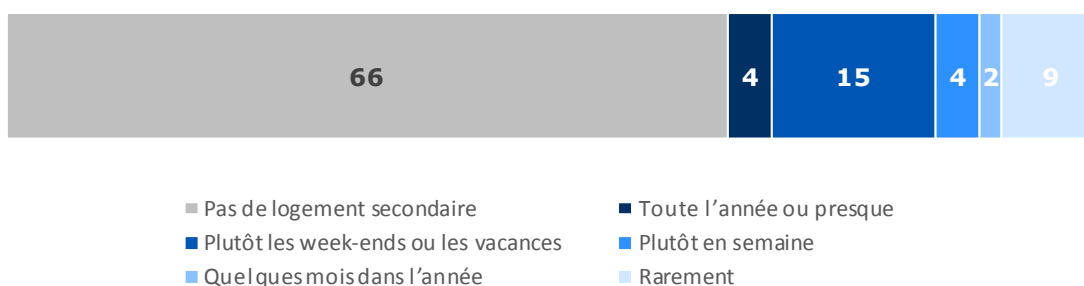 66 4 15 4 2 9
Pas de logement secondaire Toute l'année ou presque
Plutôt les week-ends ou les vacances Plutôt en semaine
Quelques mois dans l'année Rarement